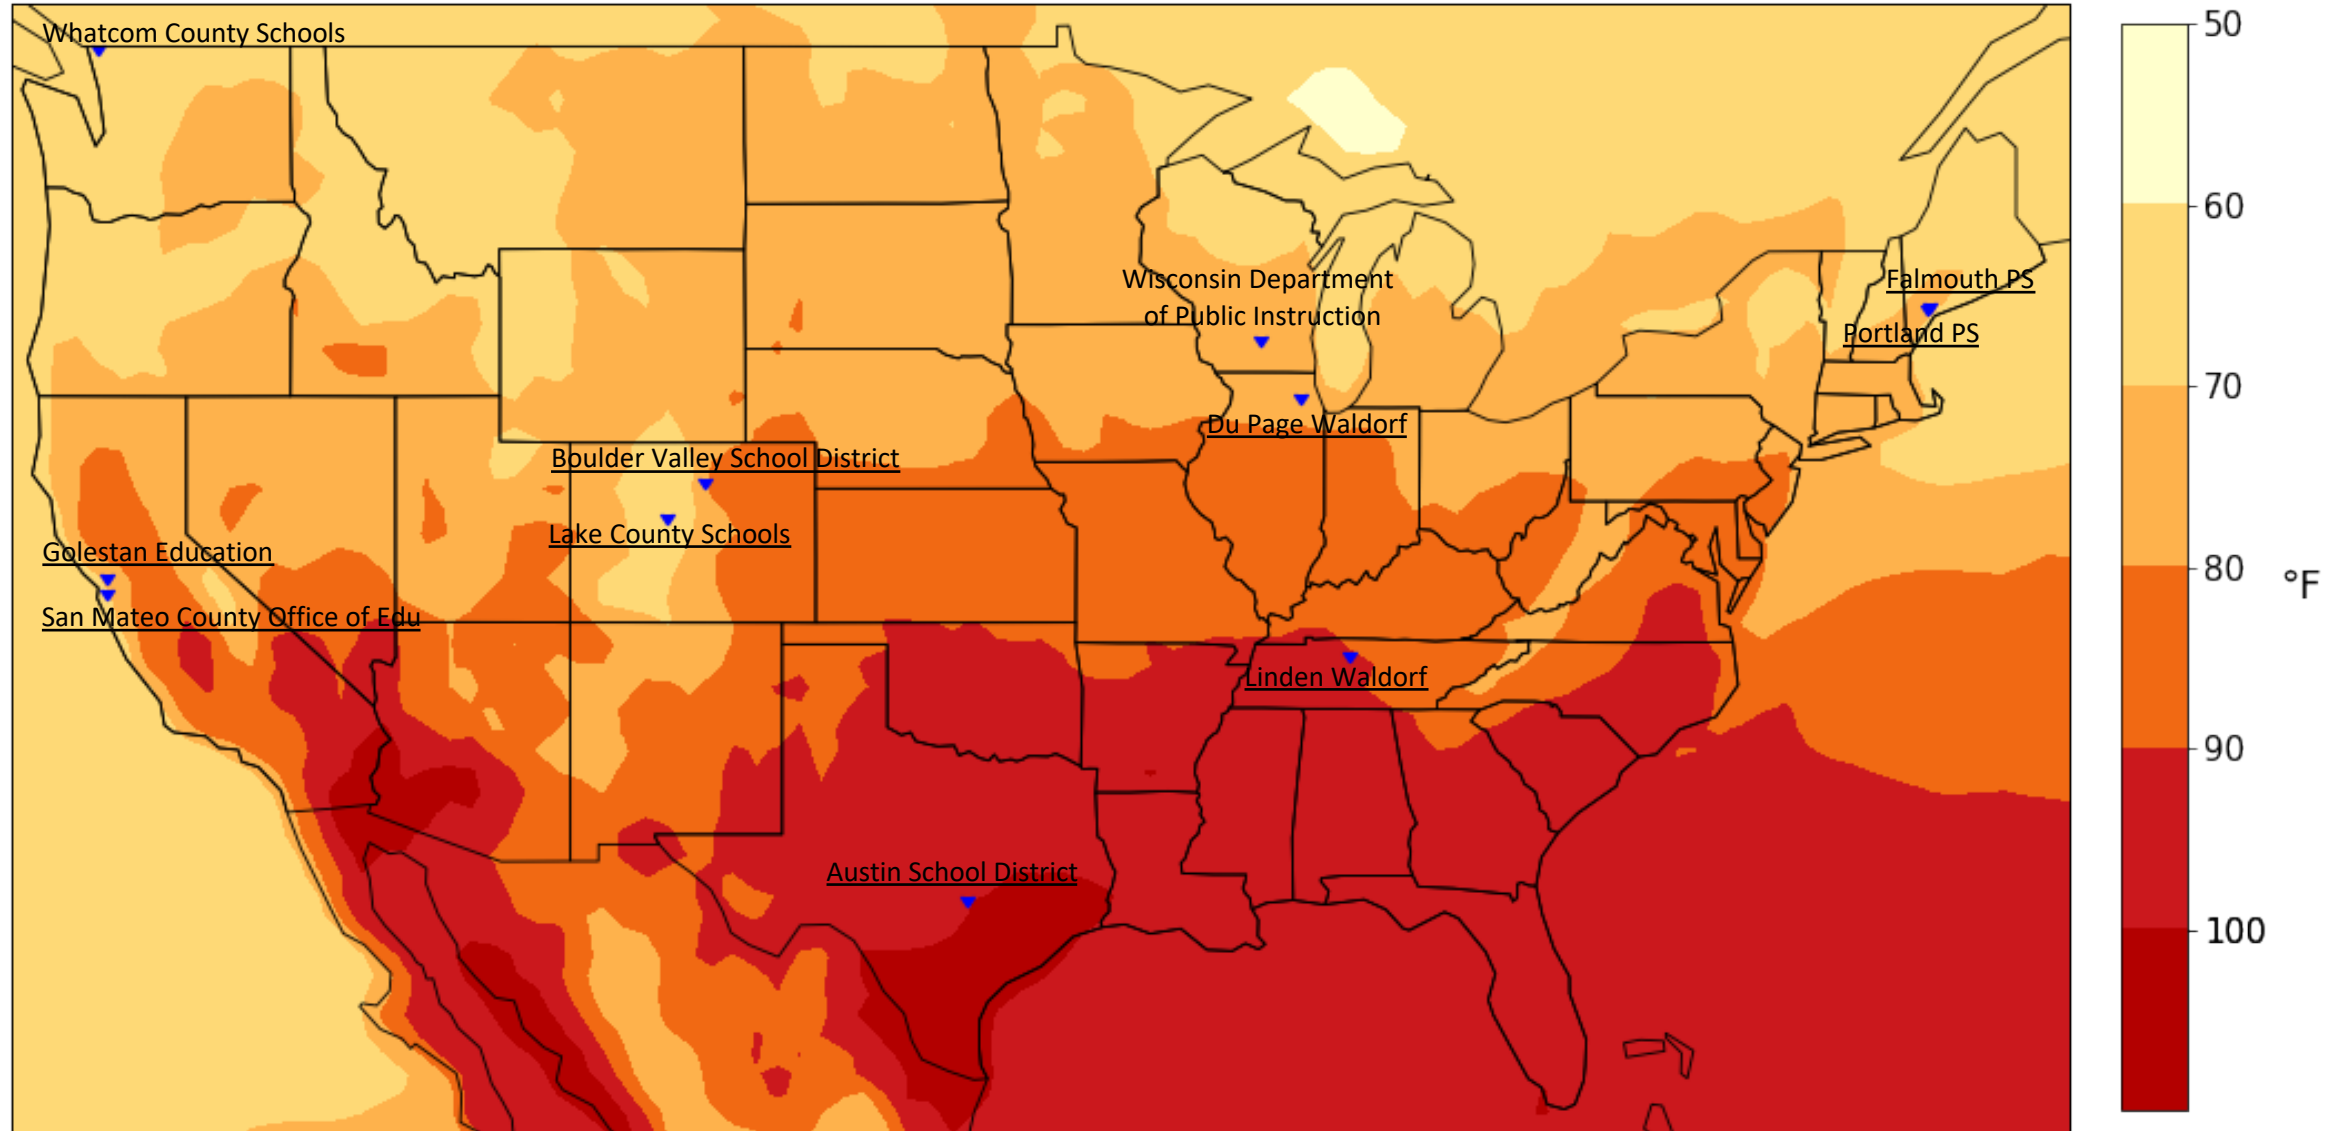 Whatcom County Schools
50
60
Wisconsin Department
of Public Instruction
Falmouth PS
Portland PS
70
Du Page Waldorf
Boulder Valley School District
Lake County Schools
Golestan Education
80
°F
San Mateo County Office of Edu
Linden Waldorf
90
Austin School District
100